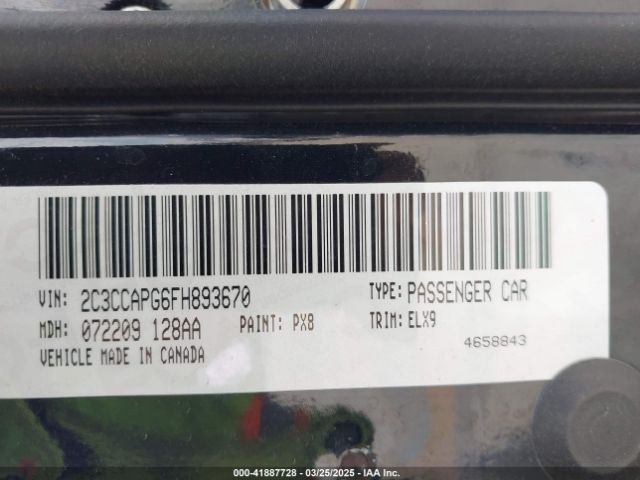 VIN: 2C3CCAPG6FH893670 TYPE: PASSENGER CAR
MDH: 072209 128AA PAINT: PX8 TRIM: ELX9
VEHICLE MADE IN CANADA 4658843
000-41887728 - 03/25/2025 - IAA Inc.